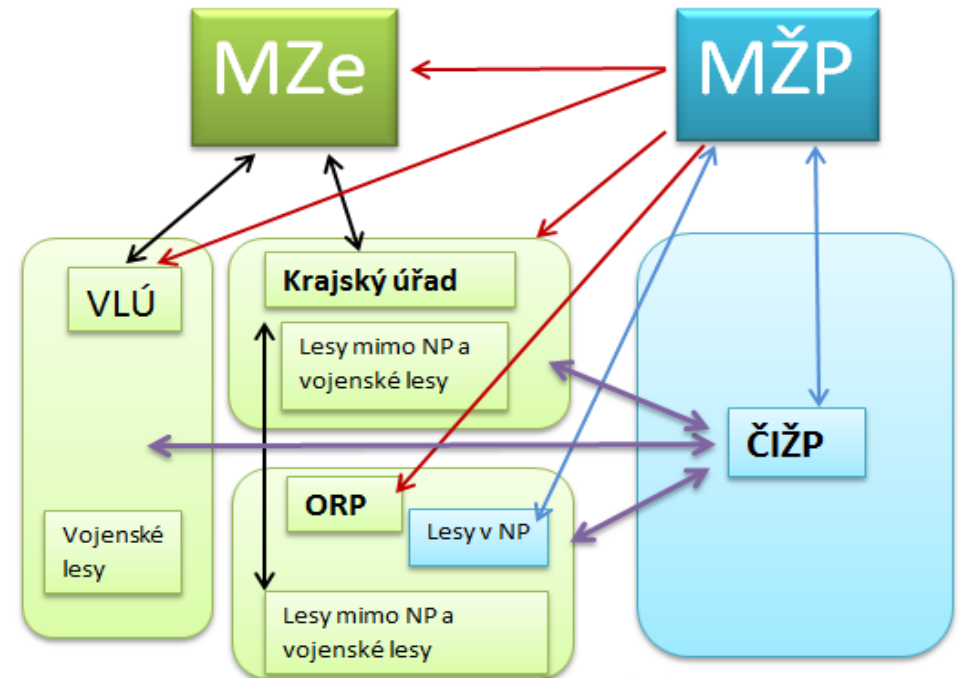 MZe
MŽP
VLÚ
Krajský úřad
Lesy mimo NP a
vojenské lesy
ČIŽP
ORP
Lesy v NP
Vojenské
lesy
Lesy mimo NP a
vojenské lesy